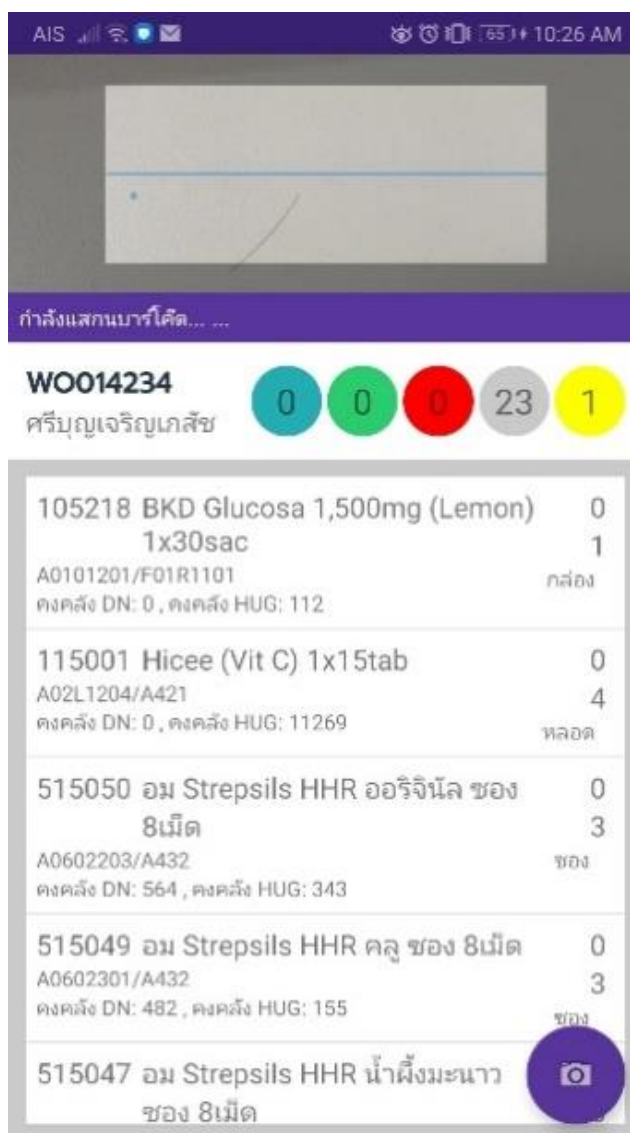 AIS 65 10:26 AM
กำลังแสกนบาร์โค๊ด... ...
WO014234
ศรีบุญเจริญเภสัช
0 0 0 23 1
105218 BKD Glucosa 1,500mg (Lemon) 0
1x30sac 1
A0101201/F01R1101 กล่อง
คงคลัง DN: 0 , คงคลัง HUG: 112
115001 Hicee (Vit C) 1x15tab 0
A02L1204/A421 4
คงคลัง DN: 0 , คงคลัง HUG: 11269 หลอด
515050 อม Strepsils HHR ออริจินัล ซอง 0
8เม็ด 3
A0602203/A432 ซอง
คงคลัง DN: 564 , คงคลัง HUG: 343
515049 อม Strepsils HHR คลู ซอง 8เม็ด 0
A0602301/A432 3
คงคลัง DN: 482 , คงคลัง HUG: 155 ซอง
515047 อม Strepsils HHR น้ำผึ้งมะนาว
ซอง 8เม็ด